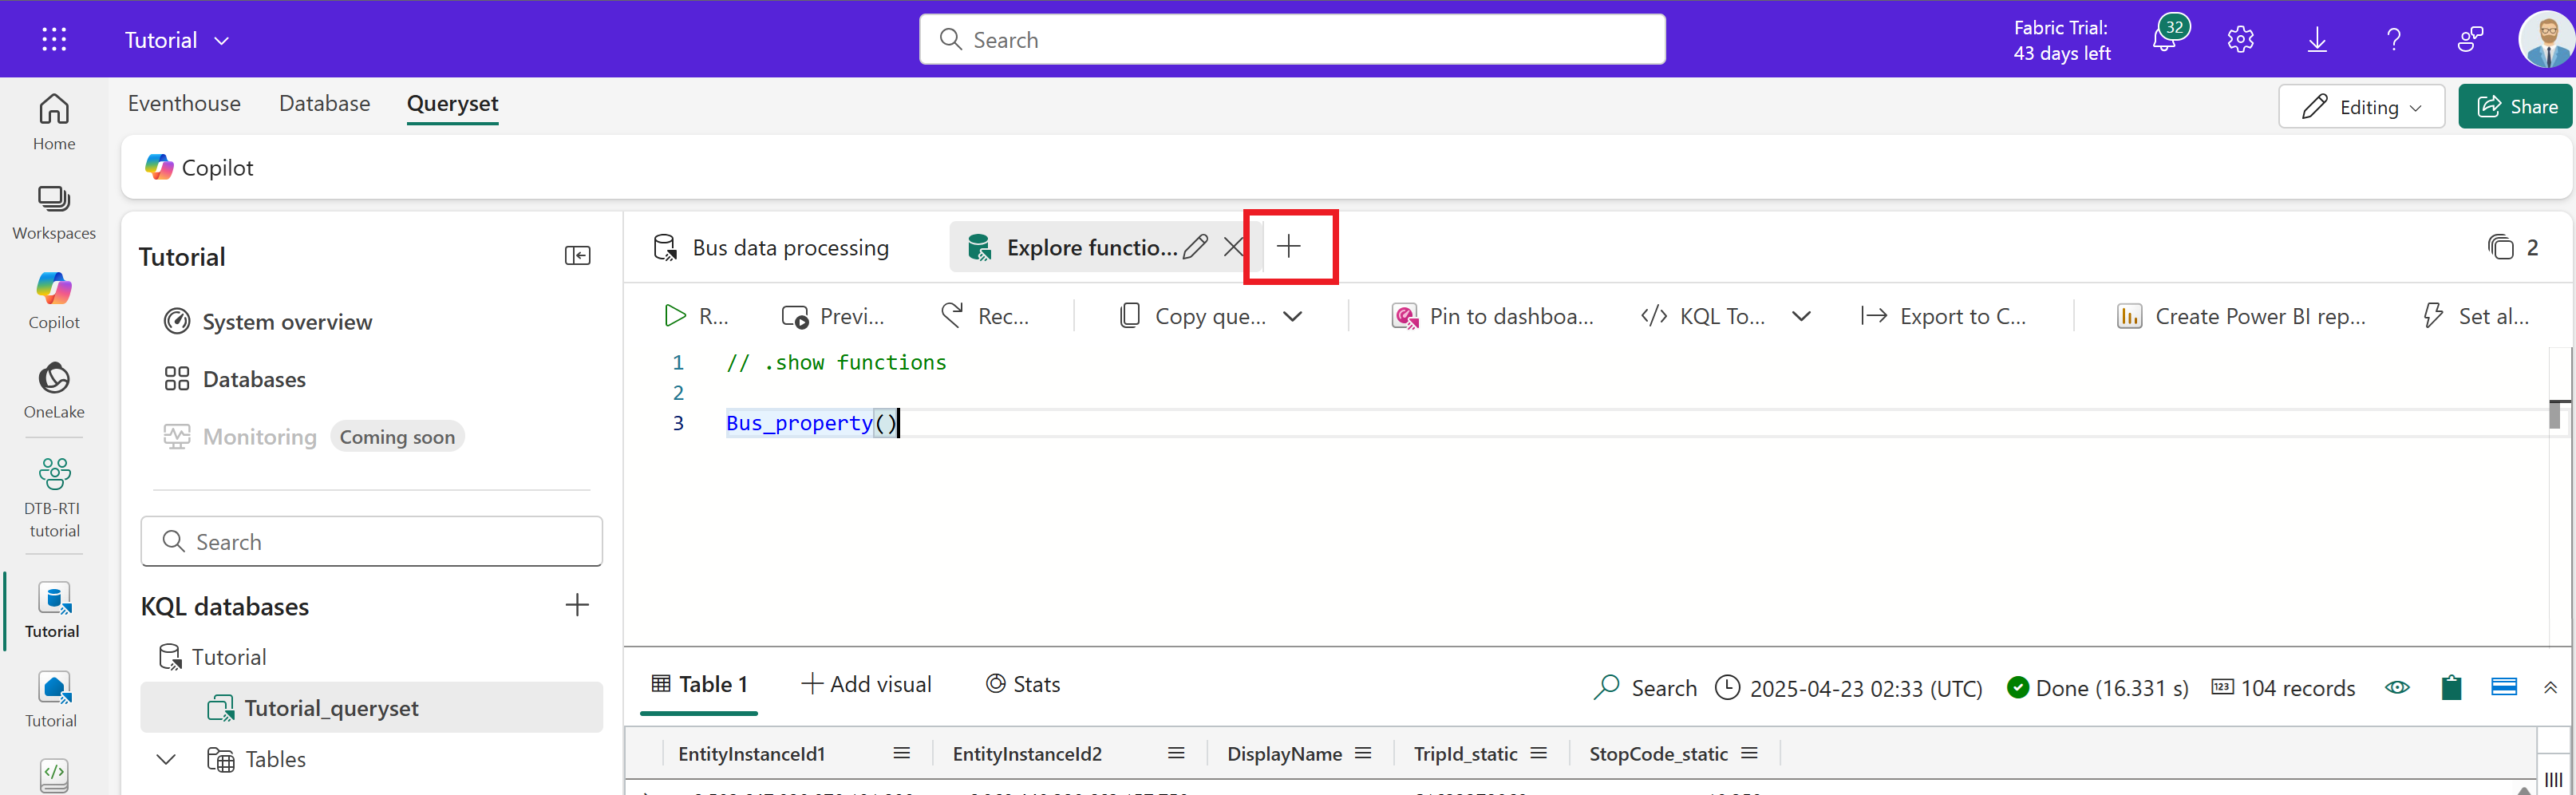 Tutorial
Search
Fabric Trial:
43 days left
32
Eventhouse Database Queryset
Editing
Share
Home
Workspaces
Copilot
OneLake
DTB-RTI
tutorial
Tutorial
Tutorial
Copilot
Tutorial
System overview
Databases
Monitoring Coming soon
Search
KQL databases
Tutorial
Tutorial_queryset
Tables
Bus data processing
Explore functio...
2
R... Previ... Rec... Copy que... Pin to dashboa... KQL To... Export to C... Create Power BI rep... Set al...
1 // .show functions
2
3 Bus_property()
Table 1 Add visual Stats
Search 2025-04-23 02:33 (UTC) Done (16.331 s) 123 104 records
EntityInstanceId1 EntityInstanceId2 DisplayName TripId_static StopCode_static